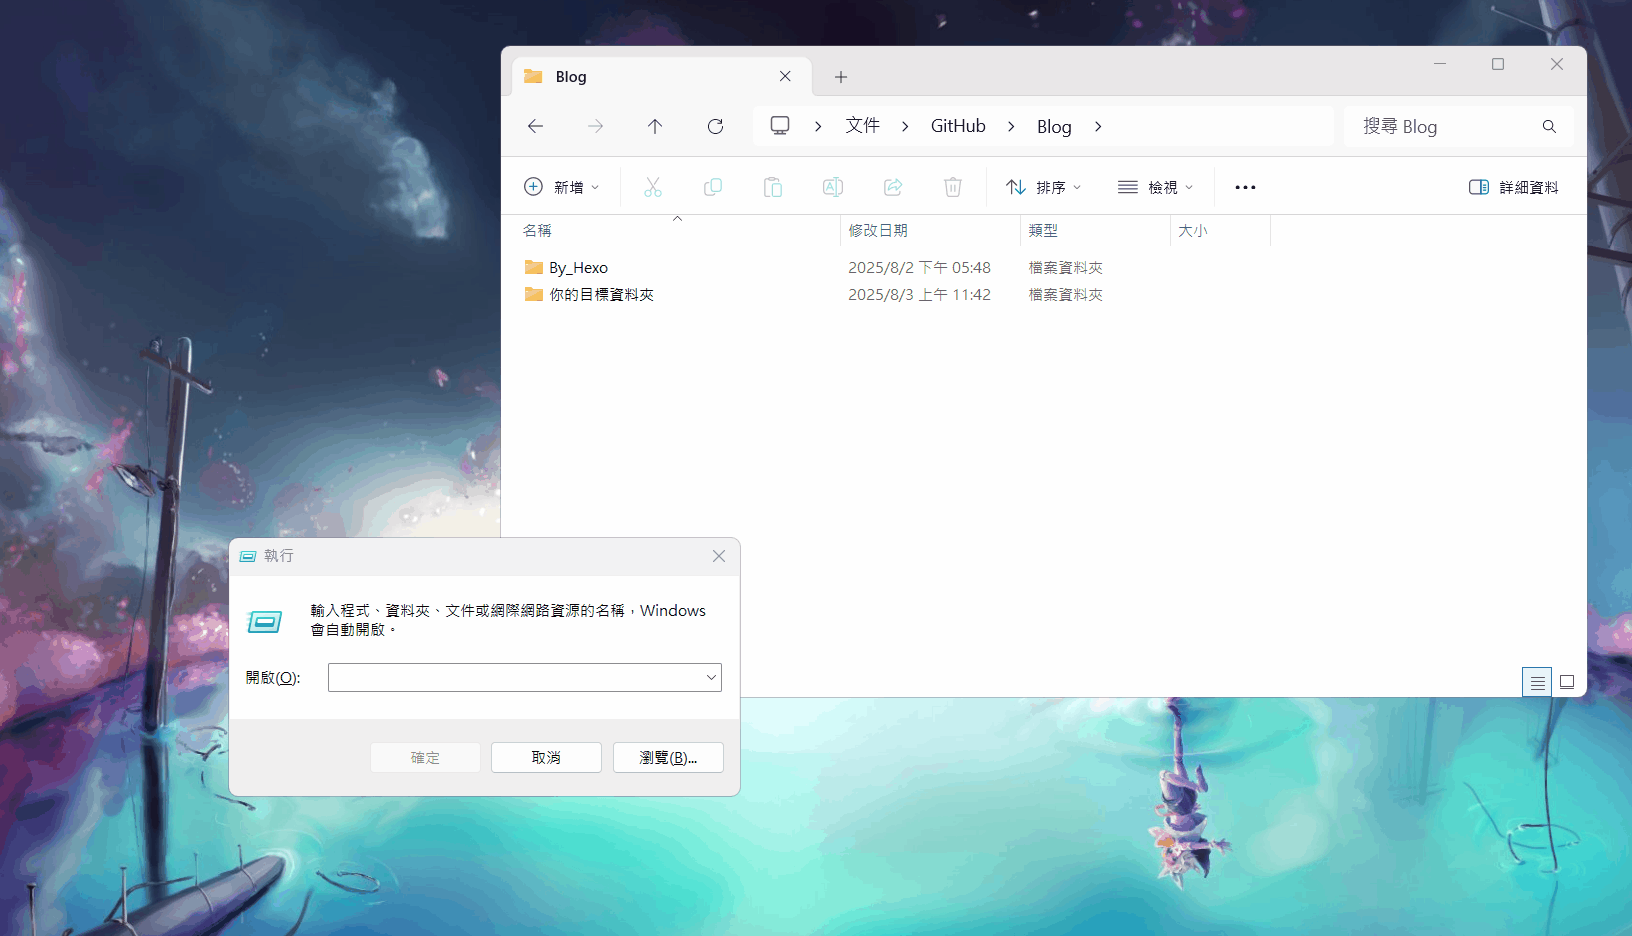 Blog
文件 GitHub Blog
搜尋 Blog
新增
排序
檢視
詳細資料
名稱 修改日期 類型 大小
By_Hexo 2025/8/2 下午 05:48 檔案資料夾
你的目標資料夾 2025/8/3 上午 11:42 檔案資料夾
執行
輸入程式、資料夾、文件或網際網路資源的名稱，Windows
會自動開啟。
開啟(O):
確定
取消
瀏覽(B)...